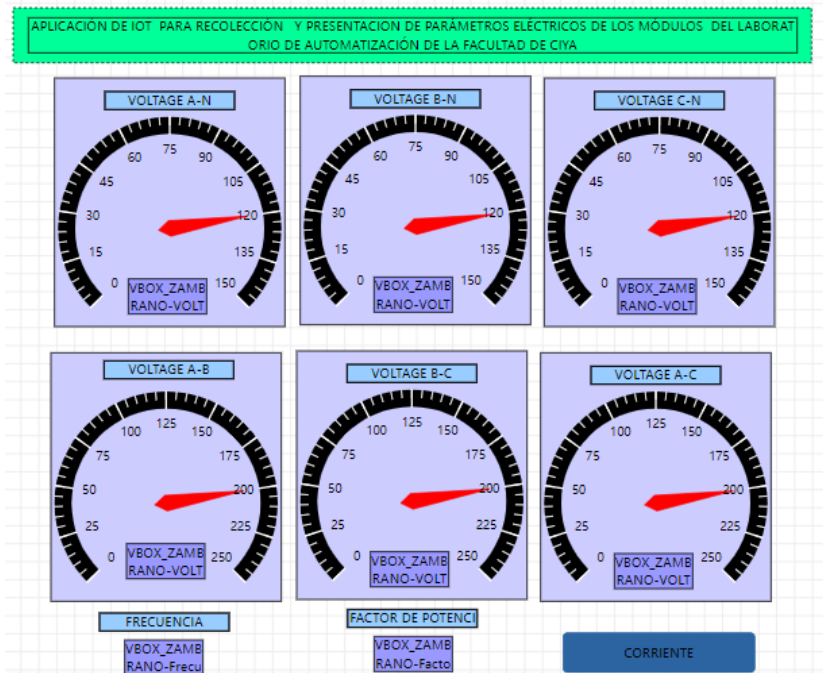 APLICACIÓN DE IOT PARA RECOLECCIÓN Y PRESENTACION DE PARÁMETROS ELÉCTRICOS DE LOS MÓDULOS DEL LABORAT
ORIO DE AUTOMATIZACIÓN DE LA FACULTAD DE CIYA
VOLTAGE A-N
0
15
30
45
60
75
90
105
120
135
150
VBOX_ZAMB
RANO-VOLT
VOLTAGE B-N
0
15
30
45
60
75
90
105
120
135
150
VBOX_ZAMB
RANO-VOLT
VOLTAGE C-N
0
15
30
45
60
75
90
105
120
135
150
VBOX_ZAMB
RANO-VOLT
VOLTAGE A-B
0
25
50
75
100
125
150
175
200
225
250
VBOX_ZAMB
RANO-VOLT
VOLTAGE B-C
0
25
50
75
100
125
150
175
200
225
250
VBOX_ZAMB
RANO-VOLT
VOLTAGE A-C
0
25
50
75
100
125
150
175
200
225
250
VBOX_ZAMB
RANO-VOLT
FRECUENCIA
VBOX_ZAMB
RANO-Frecu
FACTOR DE POTENCI
VBOX_ZAMB
RANO-Facto
CORRIENTE